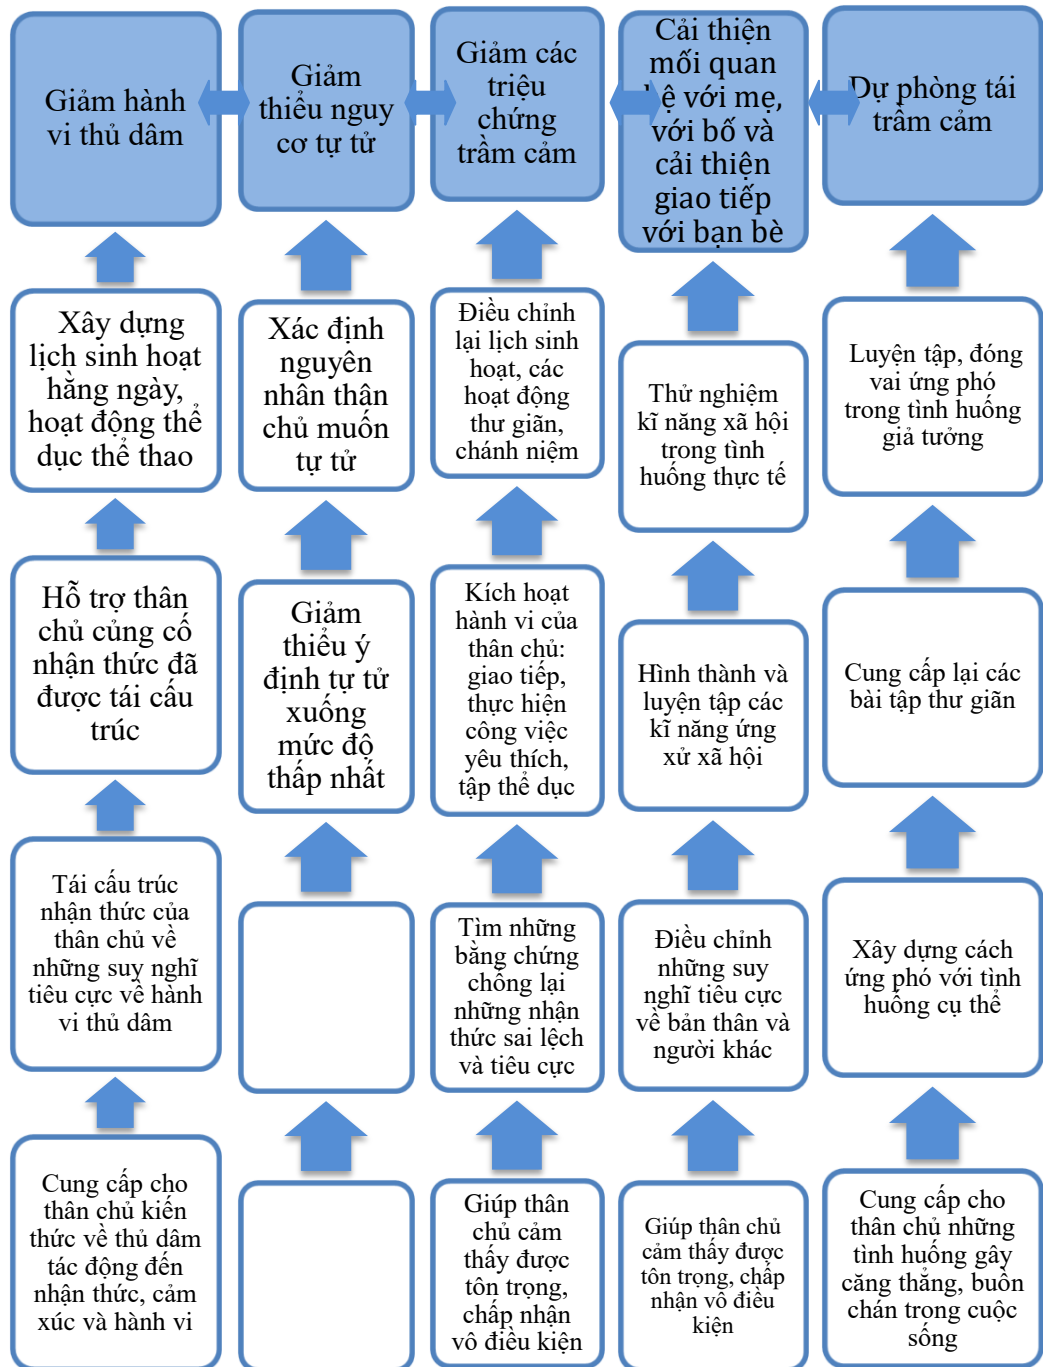 Giảm hành
vi thủ dâm
Giảm
thiểu nguy
cơ tự tử
Giảm các
triệu
chứng
trầm cảm
Cải thiện
mối quan
hệ với mẹ,
với bố và
cải thiện
giao tiếp
với bạn bè
Dự phòng tái
trầm cảm
Xây dựng
lịch sinh hoạt
hằng ngày,
hoạt động thể
dục thể thao
Xác định
nguyên
nhân thân
chủ muốn
tự tử
Điều chỉnh
lại lịch sinh
hoạt, các
hoạt động
thư giãn,
chánh niệm
Thử nghiệm
kĩ năng xã hội
trong tình
huống thực tế
Luyện tập, đóng
vai ứng phó
trong tình huống
giả tưởng
Hỗ trợ thân
chủ củng cố
nhận thức đã
được tái cấu
trúc
Giảm
thiểu ý
định tự tử
xuống
mức độ
thấp nhất
Kích hoạt
hành vi của
thân chủ:
giao tiếp,
thực hiện
công việc
yêu thích,
tập thể dục
Hình thành và
luyện tập các
kĩ năng ứng
xử xã hội
Cung cấp lại các
bài tập thư giãn
Tái cấu trúc
nhận thức của
thân chủ về
những suy nghĩ
tiêu cực về hành
vi thủ dâm
Tìm những
bằng chứng
chống lại
những nhận
thức sai lệch
và tiêu cực
Điều chỉnh
những suy
nghĩ tiêu cực
về bản thân và
người khác
Xây dựng cách
ứng phó với tình
huống cụ thể
Cung cấp cho
thân chủ kiến
thức về thủ dâm
tác động đến
nhận thức, cảm
xúc và hành vi
Giúp thân
chủ cảm
thấy được
tôn trọng,
chấp nhận
vô điều kiện
Giúp thân chủ
cảm thấy được
tôn trọng, chấp
nhận vô điều
kiện
Cung cấp cho
thân chủ những
tình huống gây
căng thẳng, buồn
chán trong cuộc
sống